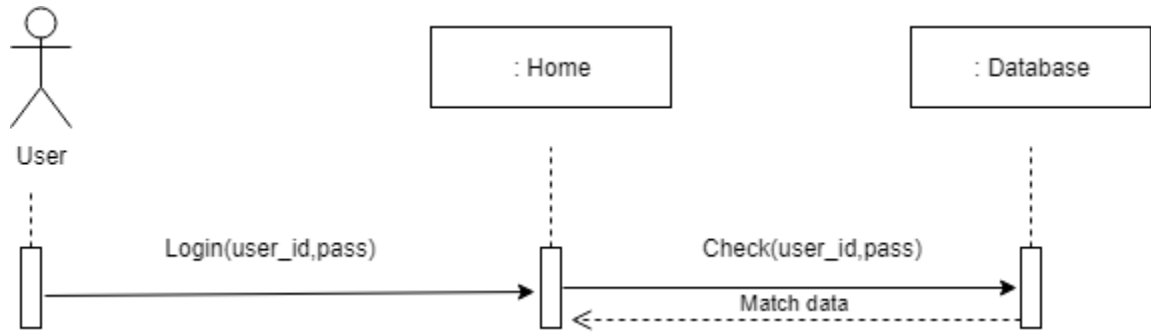 : Home
: Database
User
Login(user_id,pass)
Check(user_id,pass)
Match data